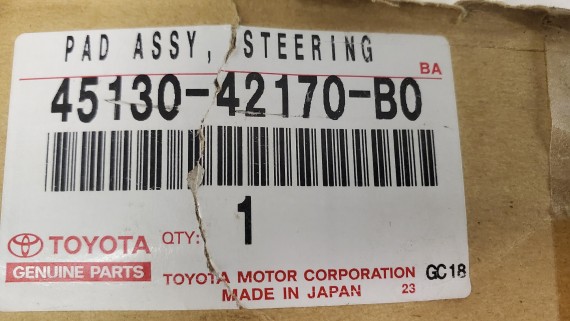 PAD ASSY, STEERING
BA
45130-42170-B0
TOYOTA QTY: 1
GENUINE PARTS
TOYOTA MOTOR CORPORATION GC18
MADE IN JAPAN 23